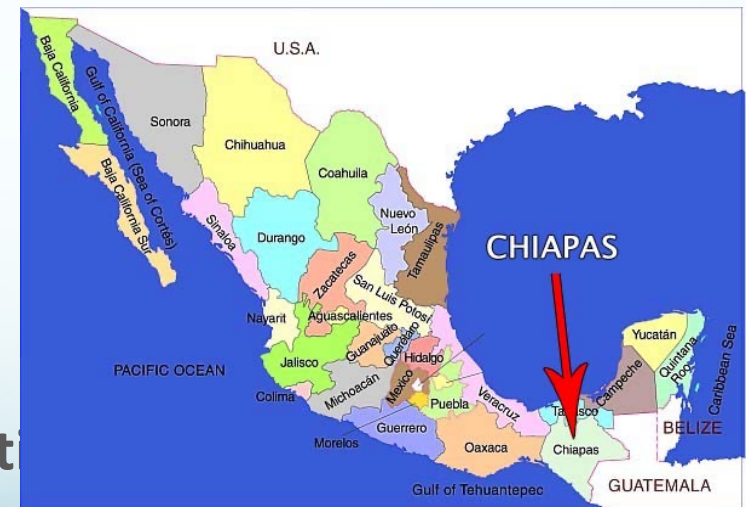 U.S.A.
Baja California
Gulf of California (Sea of Cortés)
Sonora
Chihuahua
Coahuila
Baja California Sur
Sinaloa
Durango
Nuevo
León
Tamaulipas
CHIAPAS
Zacatecas
San Luis Potosí
Nayarit
Aguascalientes
Guanajuato
Querétaro
Hidalgo
Yucatán
Quintana
Roo
Campeche
Caribbean Sea
PACIFIC OCEAN
Jalisco
Colima
Michoacán
Mexico
Puebla
Veracruz
BELIZE
Morelos
Guerrero
Oaxaca
Chiapas
Gulf of Tehuantepec
GUATEMALA